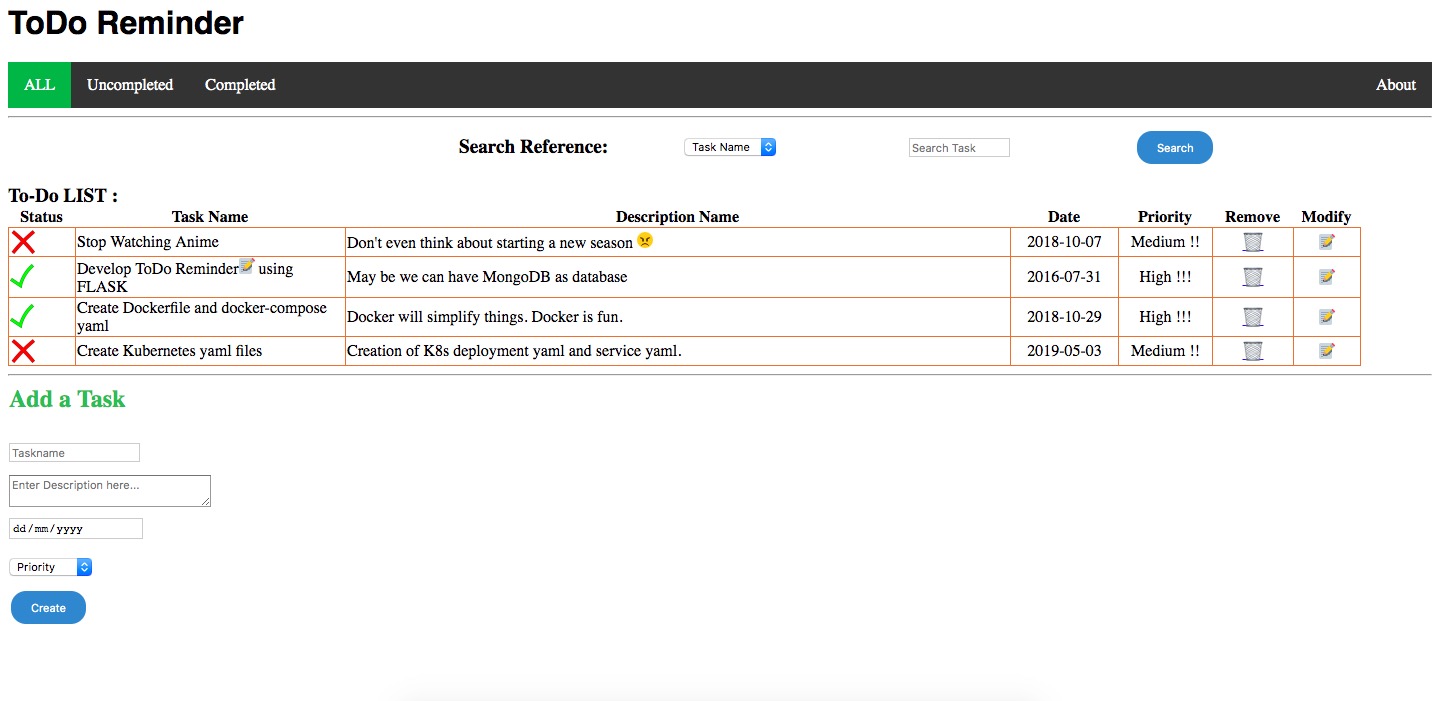 ToDo Reminder
ALL Uncompleted Completed About
Search Reference: Task Name Search Task Search
To-Do LIST :
Status Task Name Description Name Date Priority Remove Modify
Stop Watching Anime Don't even think about starting a new season 😠 2018-10-07 Medium !!
Develop ToDo Reminder📝 using
FLASK May be we can have MongoDB as database 2016-07-31 High !!!
Create Dockerfile and docker-compose
yaml Docker will simplify things. Docker is fun. 2018-10-29 High !!!
Create Kubernetes yaml files Creation of K8s deployment yaml and service yaml. 2019-05-03 Medium !!
Add a Task
Taskname
Enter Description here...
dd/mm/yyyy
Priority
Create